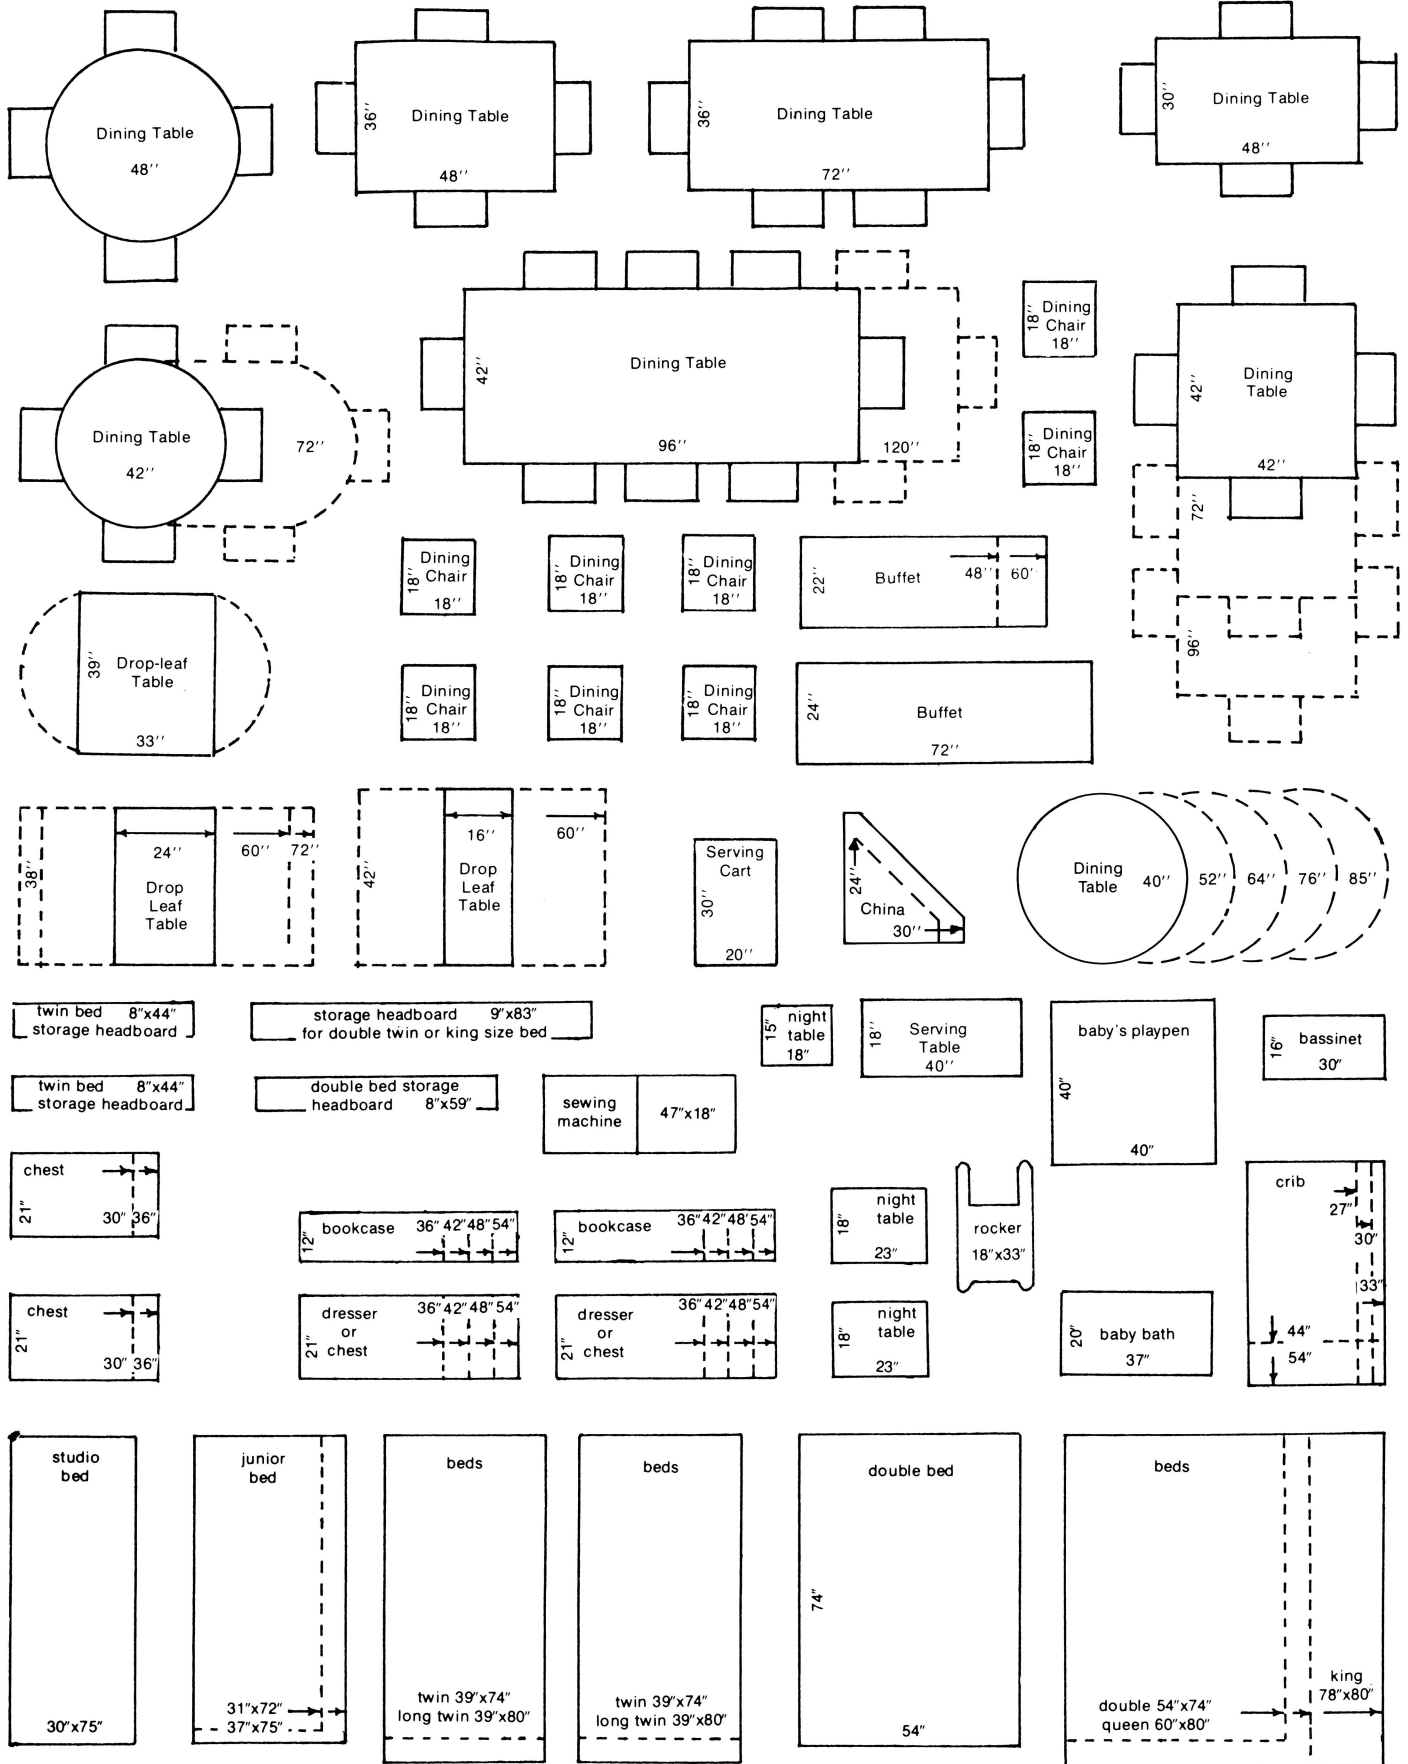 Dining Table
48''
36''
Dining Table
48''
36''
Dining Table
72''
30''
Dining Table
48''
Dining Table
42''
72''
42''
Dining Table
96''
120''
18''
Dining
Chair
18''
18''
Dining
Chair
18''
42''
Dining
Table
42''
72''
96''
18''
Dining
Chair
18''
18''
Dining
Chair
18''
18''
Dining
Chair
18''
22''
Buffet
48''
60''
39''
Drop-leaf
Table
33''
18''
Dining
Chair
18''
18''
Dining
Chair
18''
18''
Dining
Chair
18''
24''
Buffet
72''
38''
24''
60''
72''
Drop
Leaf
Table
42''
16''
60''
Drop
Leaf
Table
Serving
Cart
30''
20''
24''
China
30''
Dining
Table
40''
52''
64''
76''
85''
twin bed 8"x44"
storage headboard
storage headboard 9"x83"
for double twin or king size bed
15"
night
table
18"
18''
Serving
Table
40''
baby's playpen
40"
40"
16"
bassinet
30"
twin bed 8"x44"
storage headboard
double bed storage
headboard 8"x59"
sewing
machine
47"x18"
chest
21"
30" 36"
12"
bookcase
36" 42" 48" 54"
12"
bookcase
36" 42" 48" 54"
18"
night
table
23"
rocker
18"x33"
crib
27"
30"
33"
44"
54"
chest
21"
30" 36"
21"
dresser
or
chest
36" 42" 48" 54"
21"
dresser
or
chest
36" 42" 48" 54"
18"
night
table
23"
20"
baby bath
37"
studio
bed
30"x75"
junior
bed
31"x72"
37"x75"
beds
twin 39"x74"
long twin 39"x80"
beds
twin 39"x74"
long twin 39"x80"
double bed
74"
54"
beds
double 54"x74"
queen 60"x80"
king
78"x80"